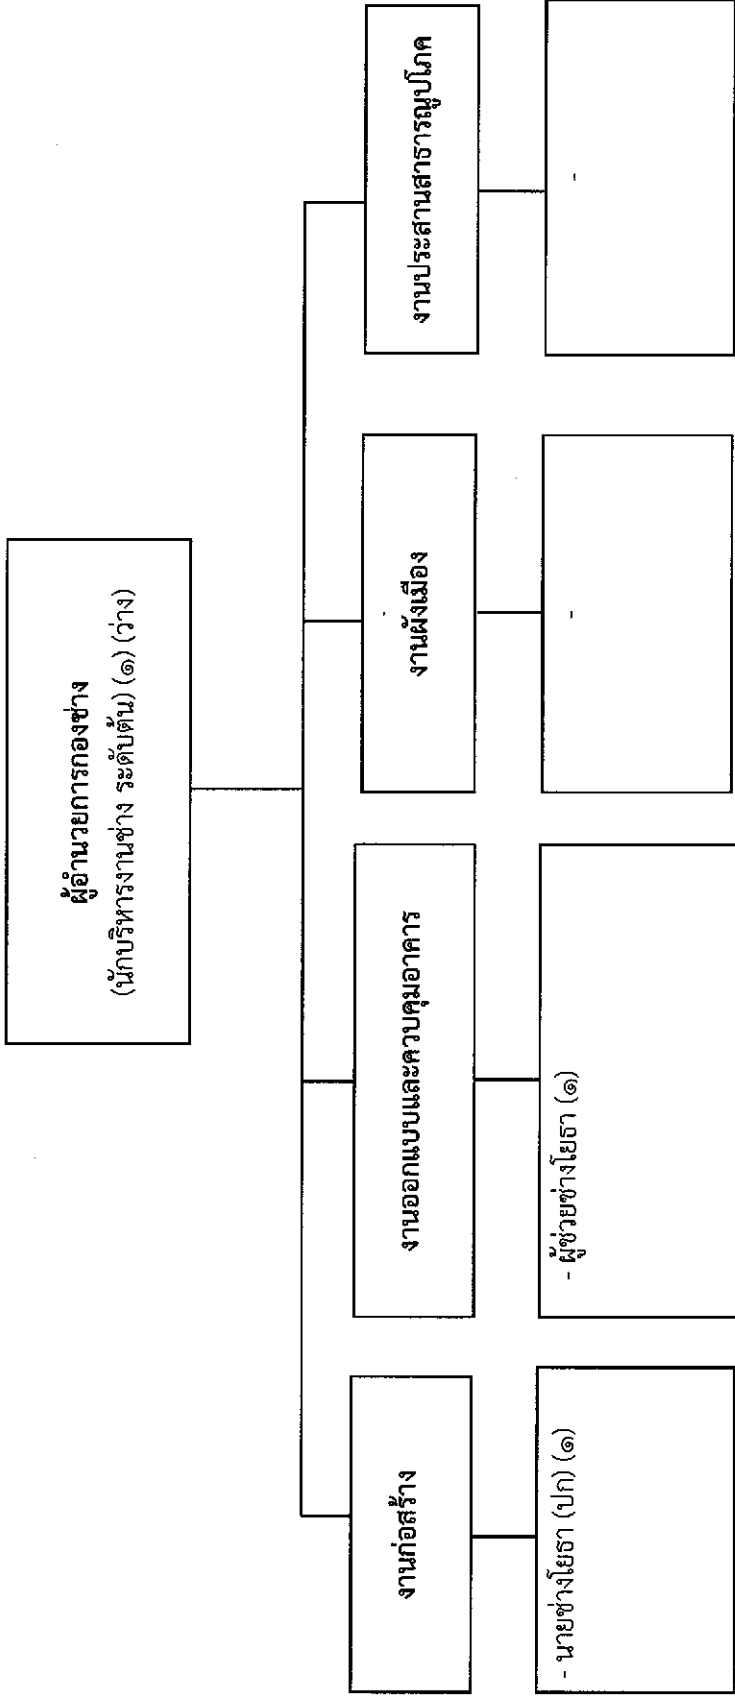 ผู้อำนวยการกองช่าง
(นักบริหารงานช่าง ระดับต้น) (๑) (ว่าง)
งานก่อสร้าง
งานออกแบบและควบคุมอาคาร
งานผังเมือง
งานประสานสาธารณูปโภค
- นายช่างโยธา (ปก) (๑)
- ผู้ช่วยช่างโยธา (๑)
-
-